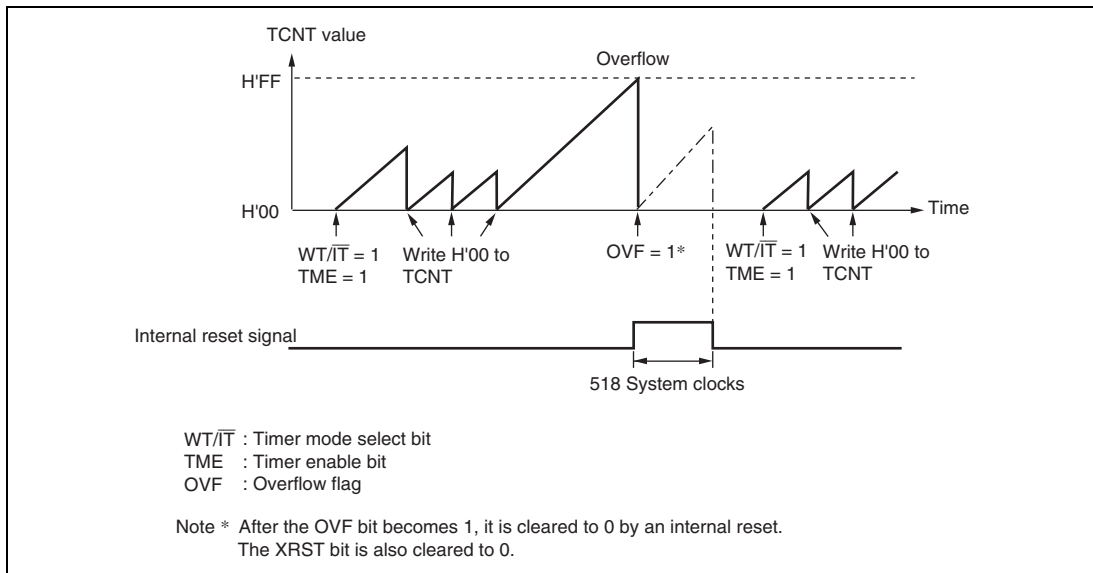 TCNT value
Overflow
H'FF
H'00
Time
WT/IT = 1
TME = 1
Write H'00 to
TCNT
OVF = 1*
WT/IT = 1
TME = 1
Write H'00 to
TCNT
Internal reset signal
518 System clocks
WT/IT : Timer mode select bit
TME : Timer enable bit
OVF : Overflow flag
Note * After the OVF bit becomes 1, it is cleared to 0 by an internal reset.
The XRST bit is also cleared to 0.